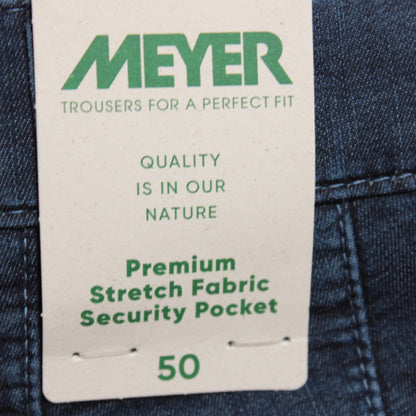 MEYER
TROUSERS FOR A PERFECT FIT
QUALITY
IS IN OUR
NATURE
Premium
Stretch Fabric
Security Pocket
50